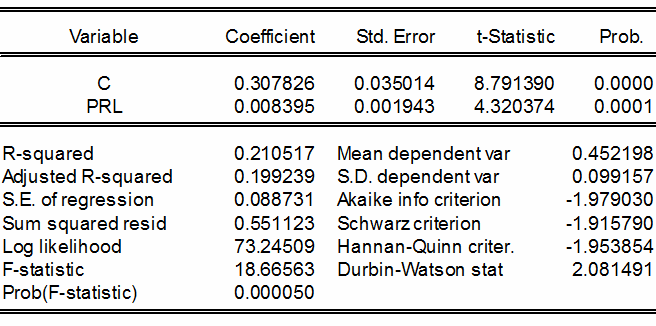 Variable Coefficient Std. Error t-Statistic Prob.
C 0.307826 0.035014 8.791390 0.0000
PRL 0.008395 0.001943 4.320374 0.0001
R-squared 0.210517 Mean dependent var 0.452198
Adjusted R-squared 0.199239 S.D. dependent var 0.099157
S.E. of regression 0.088731 Akaike info criterion -1.979030
Sum squared resid 0.551123 Schwarz criterion -1.915790
Log likelihood 73.24509 Hannan-Quinn criter. -1.953854
F-statistic 18.66563 Durbin-Watson stat 2.081491
Prob(F-statistic) 0.000050